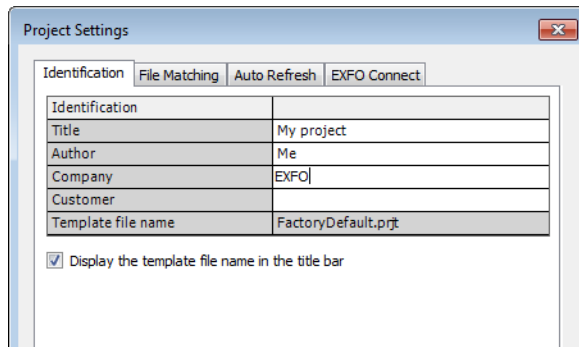 Project Settings
Identification File Matching Auto Refresh EXFO Connect
Identification
Title My project
Author Me
Company EXFO
Customer
Template file name FactoryDefault.prjt
Display the template file name in the title bar